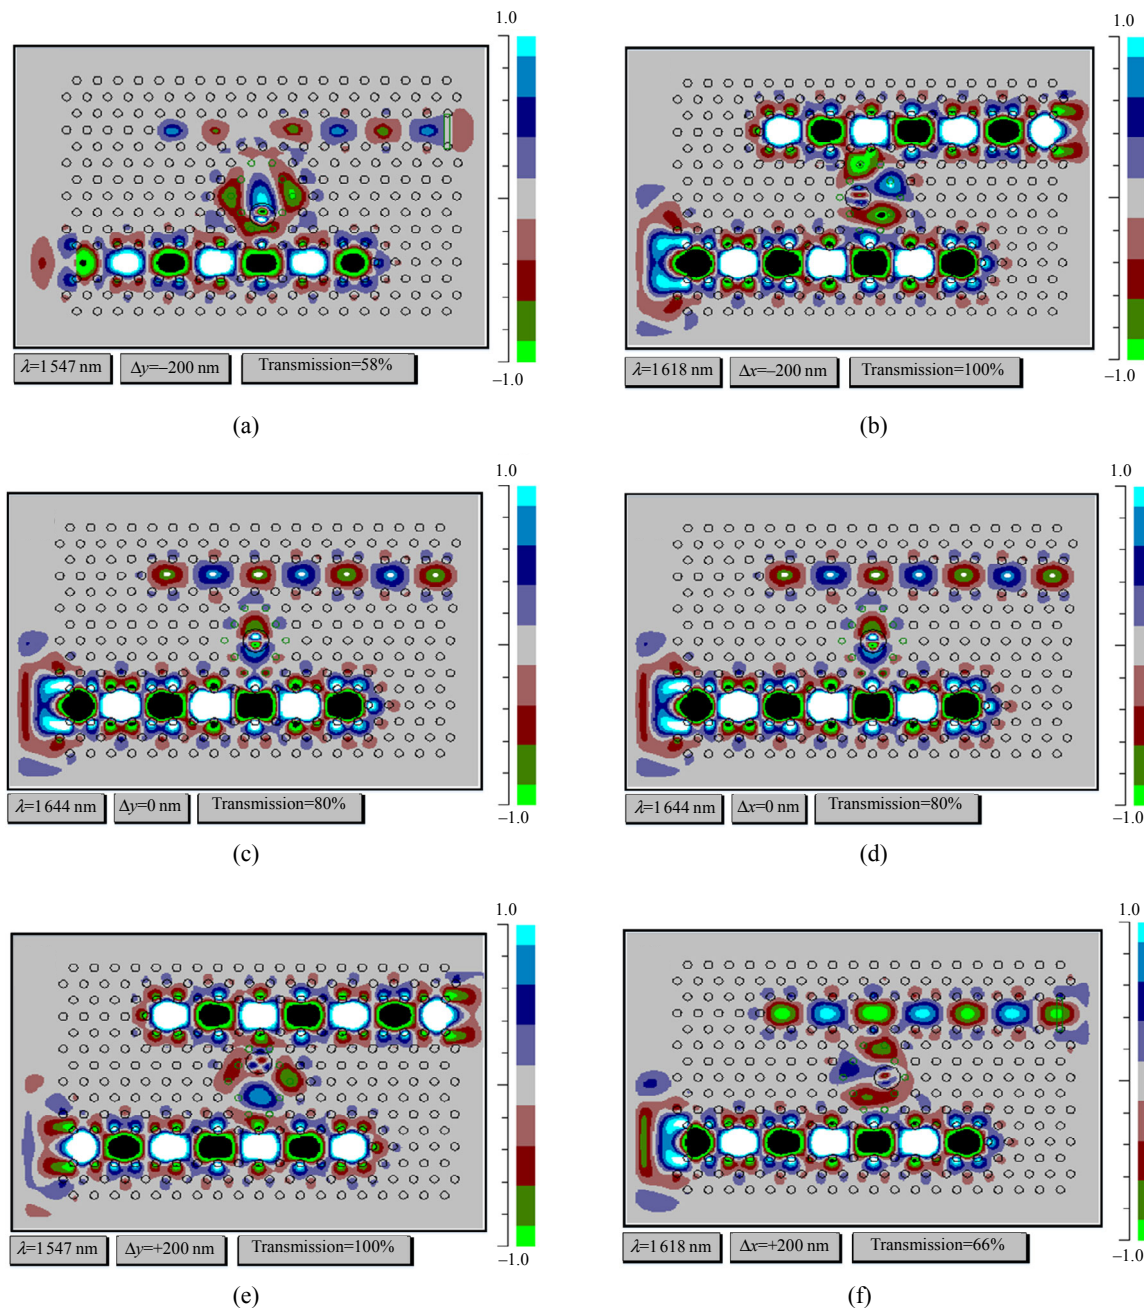 1.0
1.0
–1.0
–1.0
λ=1 547 nm Δy=–200 nm Transmission=58%
λ=1 618 nm Δx=–200 nm Transmission=100%
(a)
(b)
1.0
1.0
–1.0
–1.0
λ=1 644 nm Δy=0 nm Transmission=80%
λ=1 644 nm Δx=0 nm Transmission=80%
(c)
(d)
1.0
1.0
–1.0
–1.0
λ=1 547 nm Δy=+200 nm Transmission=100%
λ=1 618 nm Δx=+200 nm Transmission=66%
(e)
(f)